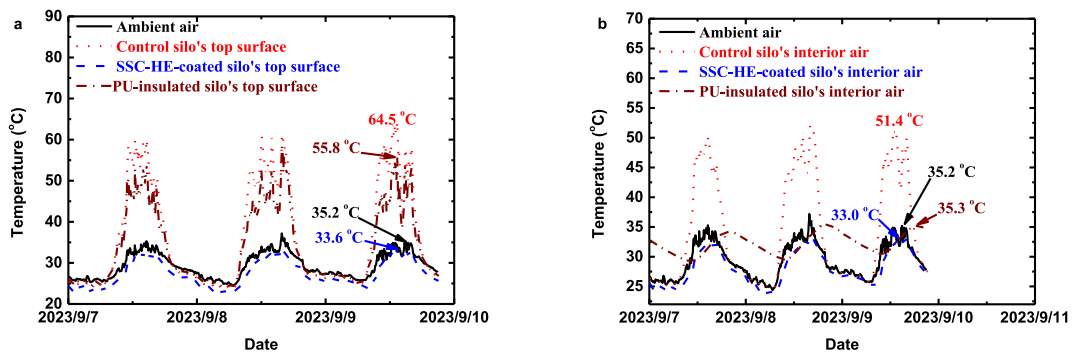 a
90
80
70
60
50
40
30
20
Temperature (°C)
Ambient air
Control silo's top surface
SSC-HE-coated silo's top surface
PU-insulated silo's top surface
64.5 °C
55.8 °C
35.2 °C
33.6 °C
2023/9/7 2023/9/8 2023/9/9 2023/9/10
Date
b
70
65
60
55
50
45
40
35
30
25
Temperature (°C)
Ambient air
Control silo's interior air
SSC-HE-coated silo's interior air
PU-insulated silo's interior air
51.4 °C
35.2 °C
33.0 °C
35.3 °C
2023/9/7 2023/9/8 2023/9/9 2023/9/10 2023/9/11
Date